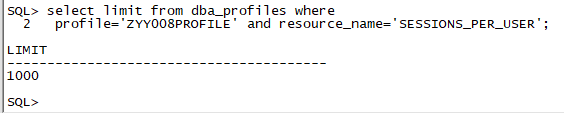 SQL> select limit from dba_profiles where
2 profile='ZYY008PROFILE' and resource_name='SESSIONS_PER_USER';
LIMIT
----------------------------------------
1000
SQL>